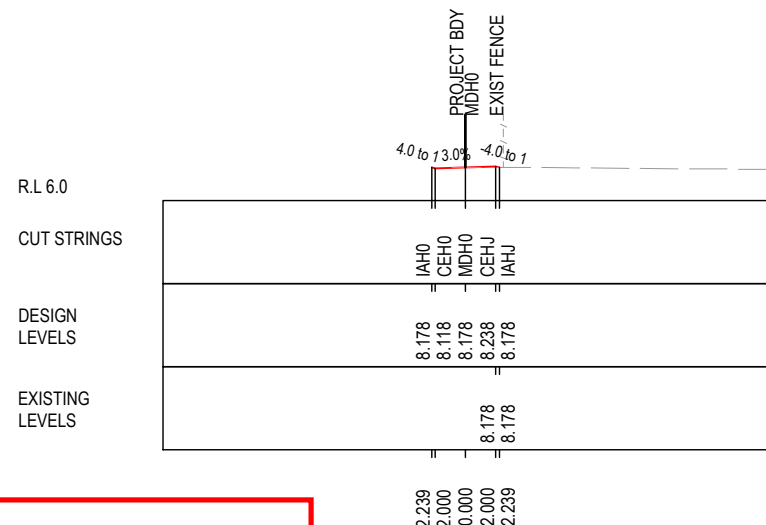 PROJECT BDY
MDH0
EXIST FENCE
4.0 to 1
3.0%
-4.0 to 1
R.L 6.0
CUT STRINGS
IAH0
CEH0
MDH0
CEHJ
IAHJ
DESIGN
LEVELS
8.178
8.118
8.178
8.238
8.178
EXISTING
LEVELS
8.178
8.178
2.239
2.000
0.000
2.000
2.239